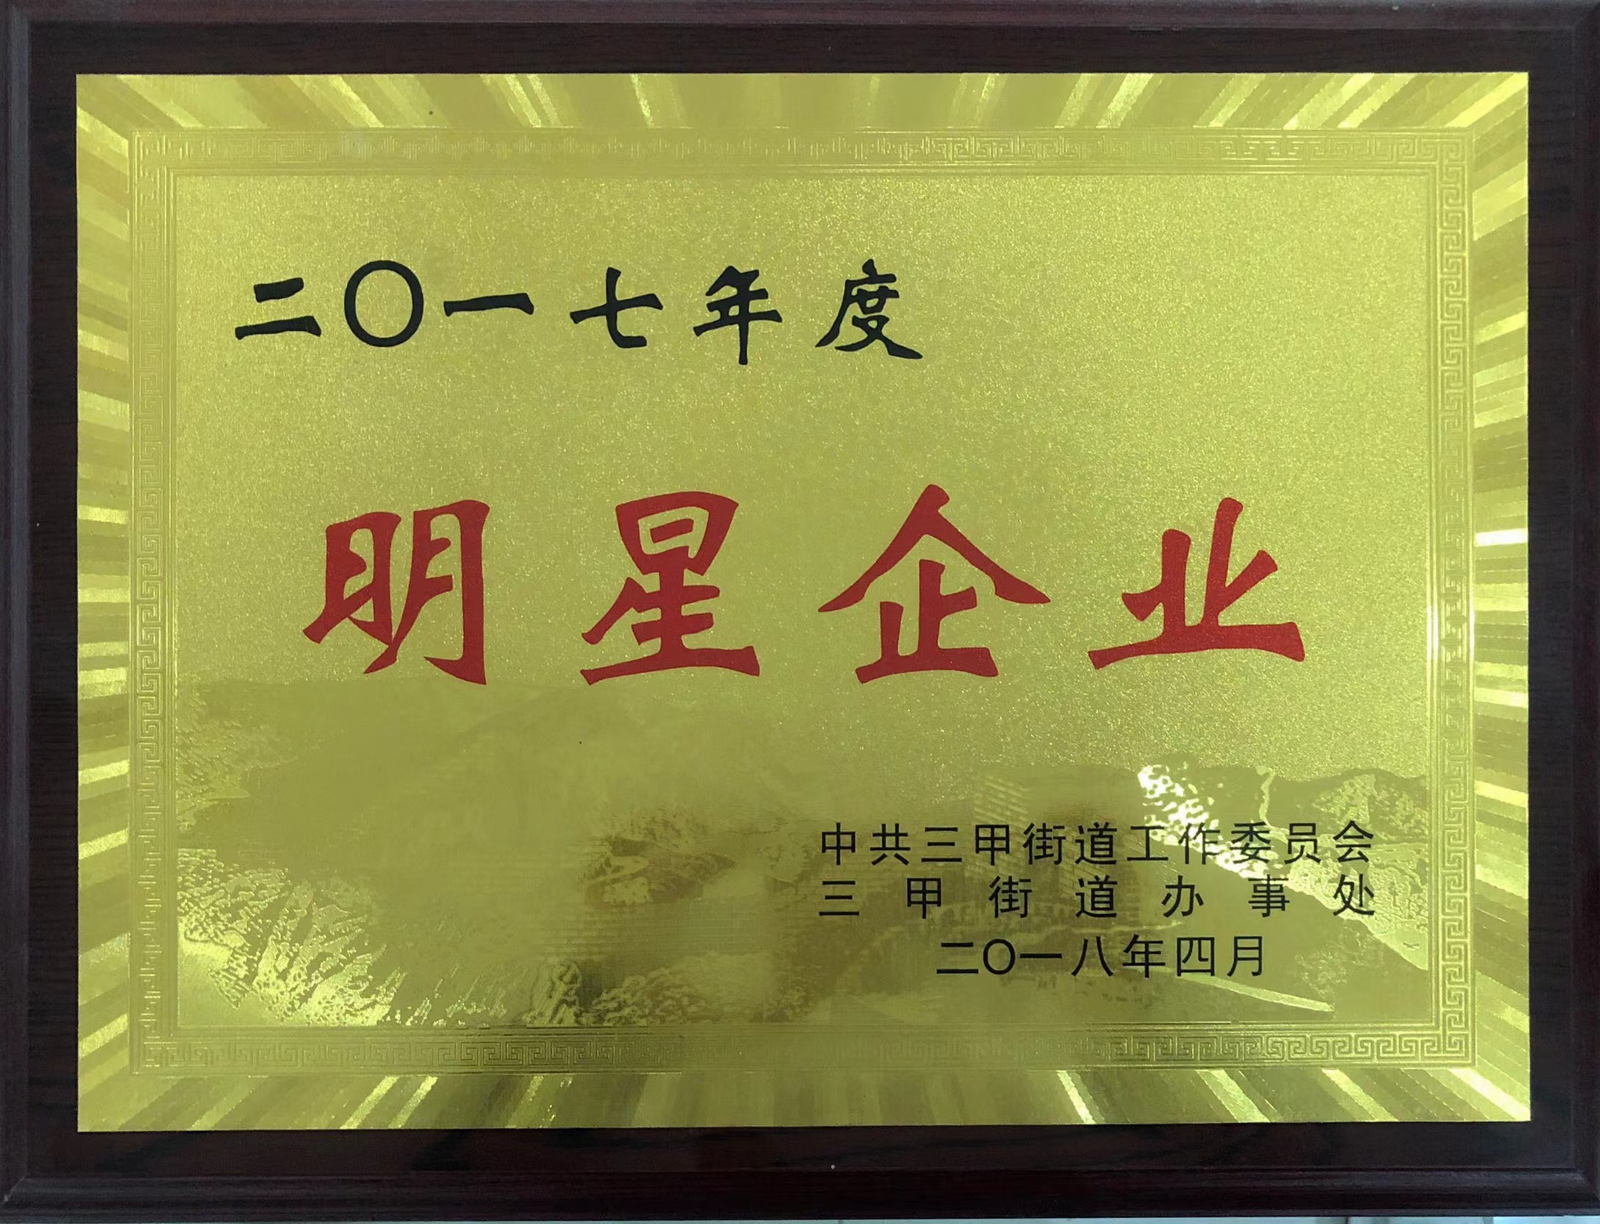 二〇一七年度
明星企业
中共三甲街道工作委员会
三甲街道办事处
二〇一八年四月